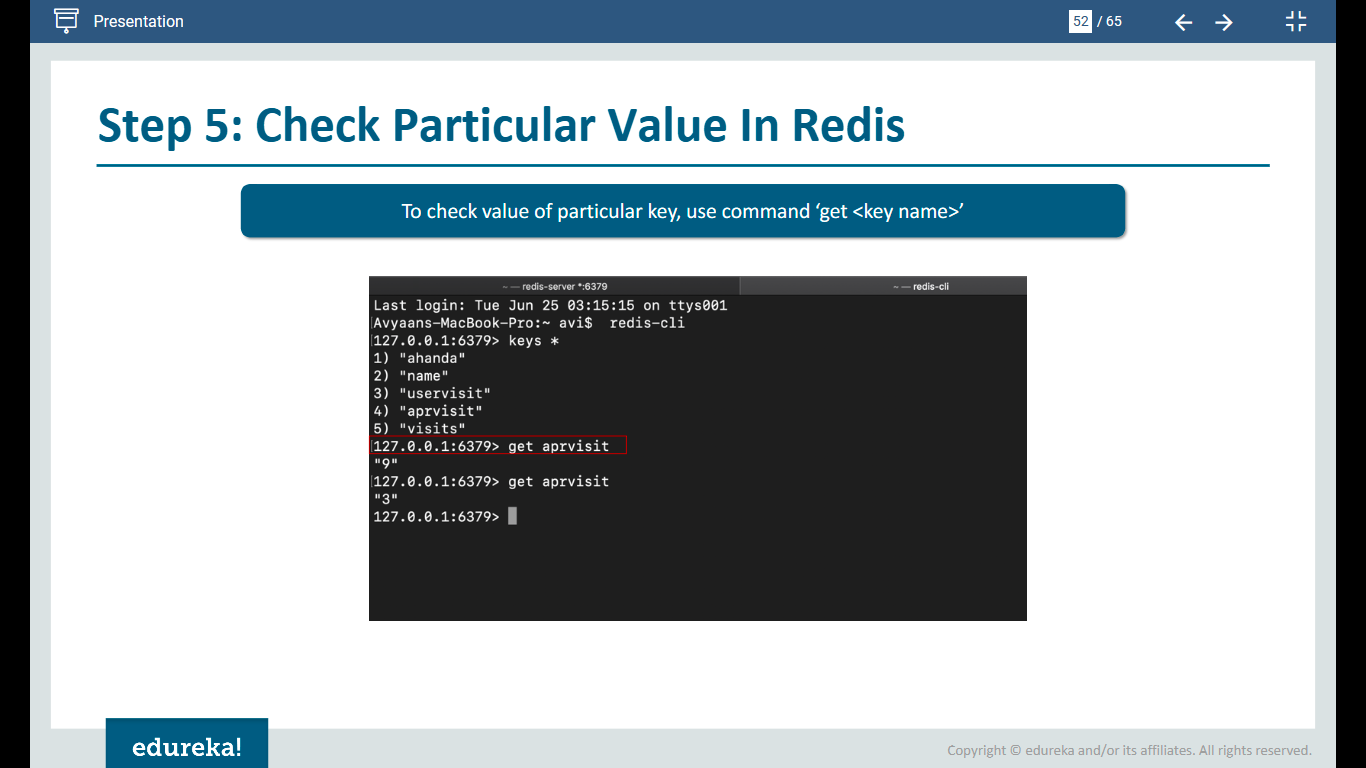 Presentation
52 / 65
Step 5: Check Particular Value In Redis
To check value of particular key, use command ‘get <key name>’
~ — redis-server *:6379
~ — redis-cli
Last login: Tue Jun 25 03:15:15 on ttys001
[Avyaans-MacBook-Pro:~ avi$  redis-cli
[127.0.0.1:6379> keys *
1) "ahanda"
2) "name"
3) "uservisit"
4) "aprvisit"
5) "visits"
[127.0.0.1:6379> get aprvisit
"9"
[127.0.0.1:6379> get aprvisit
"3"
127.0.0.1:6379>
edureka!
Copyright © edureka and/or its affiliates. All rights reserved.